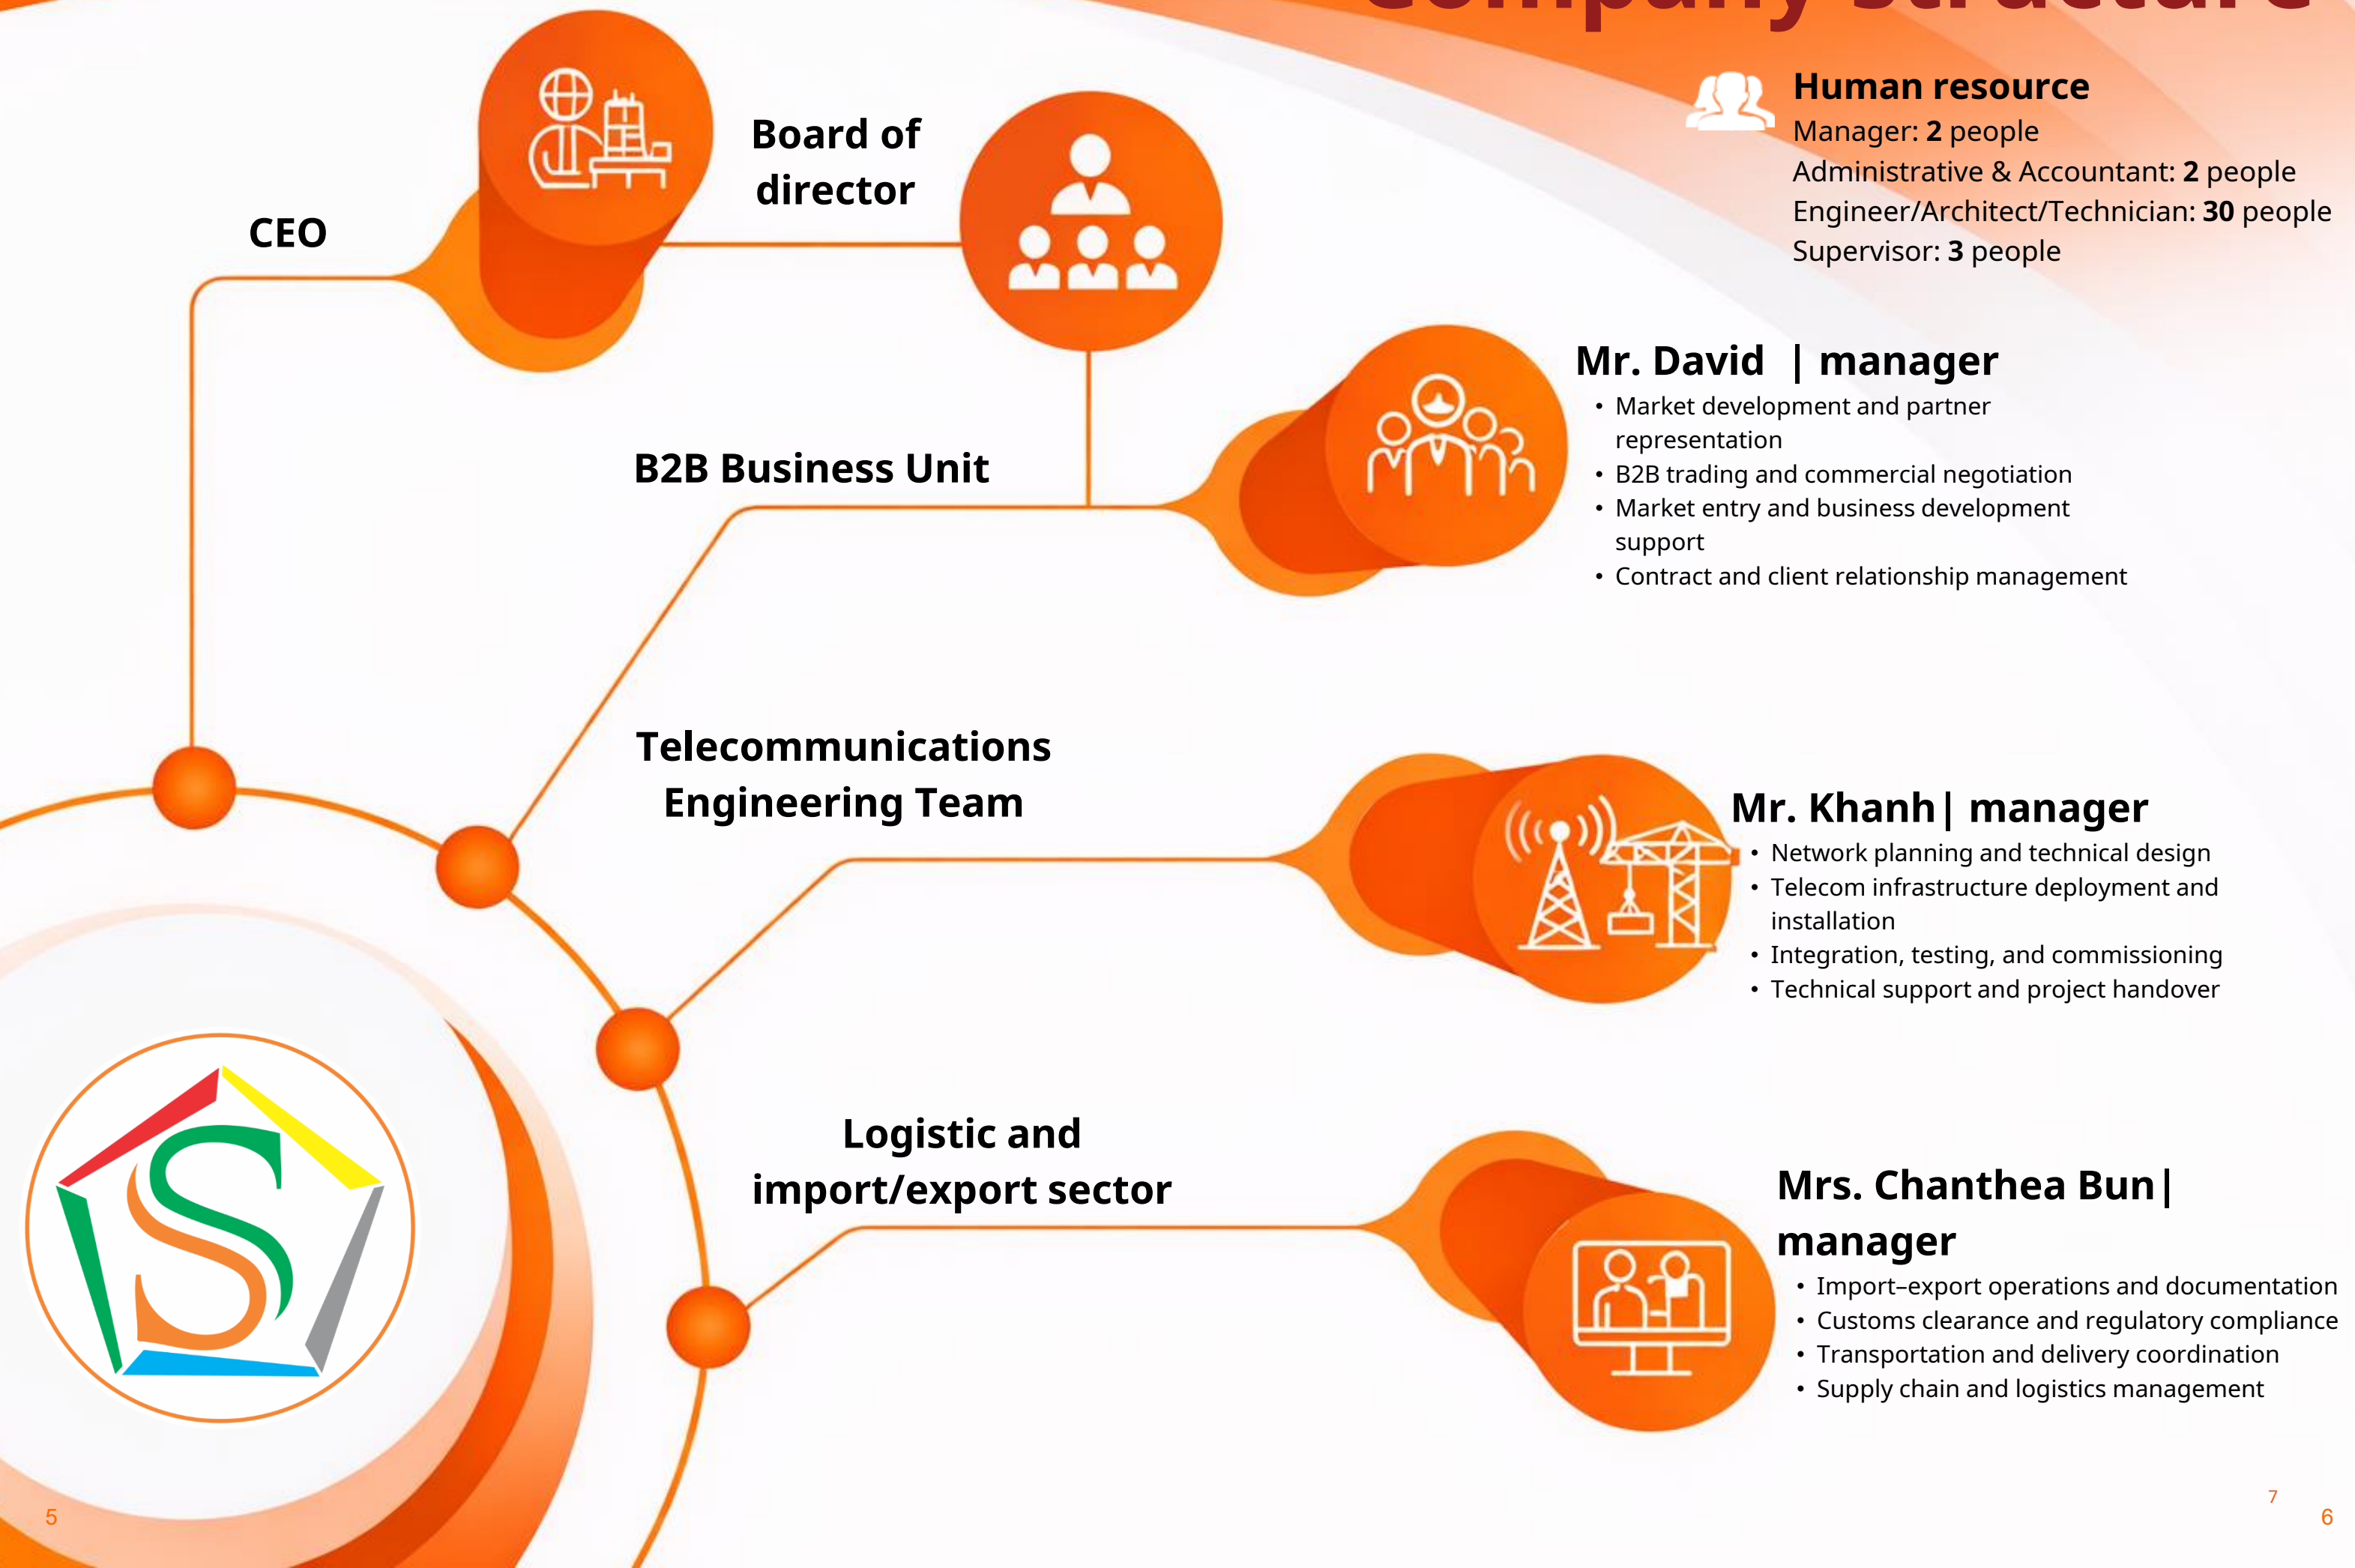 Company structure
Human resource
Manager: 2 people
Administrative & Accountant: 2 people
Engineer/Architect/Technician: 30 people
Supervisor: 3 people
Board of
director
CEO
Mr. David | manager
• Market development and partner
representation
• B2B trading and commercial negotiation
• Market entry and business development
support
• Contract and client relationship management
B2B Business Unit
Telecommunications
Engineering Team
Mr. Khanh| manager
• Network planning and technical design
• Telecom infrastructure deployment and
installation
• Integration, testing, and commissioning
• Technical support and project handover
Logistic and
import/export sector
Mrs. Chanthea Bun|
manager
• Import–export operations and documentation
• Customs clearance and regulatory compliance
• Transportation and delivery coordination
• Supply chain and logistics management
S
5
7
6